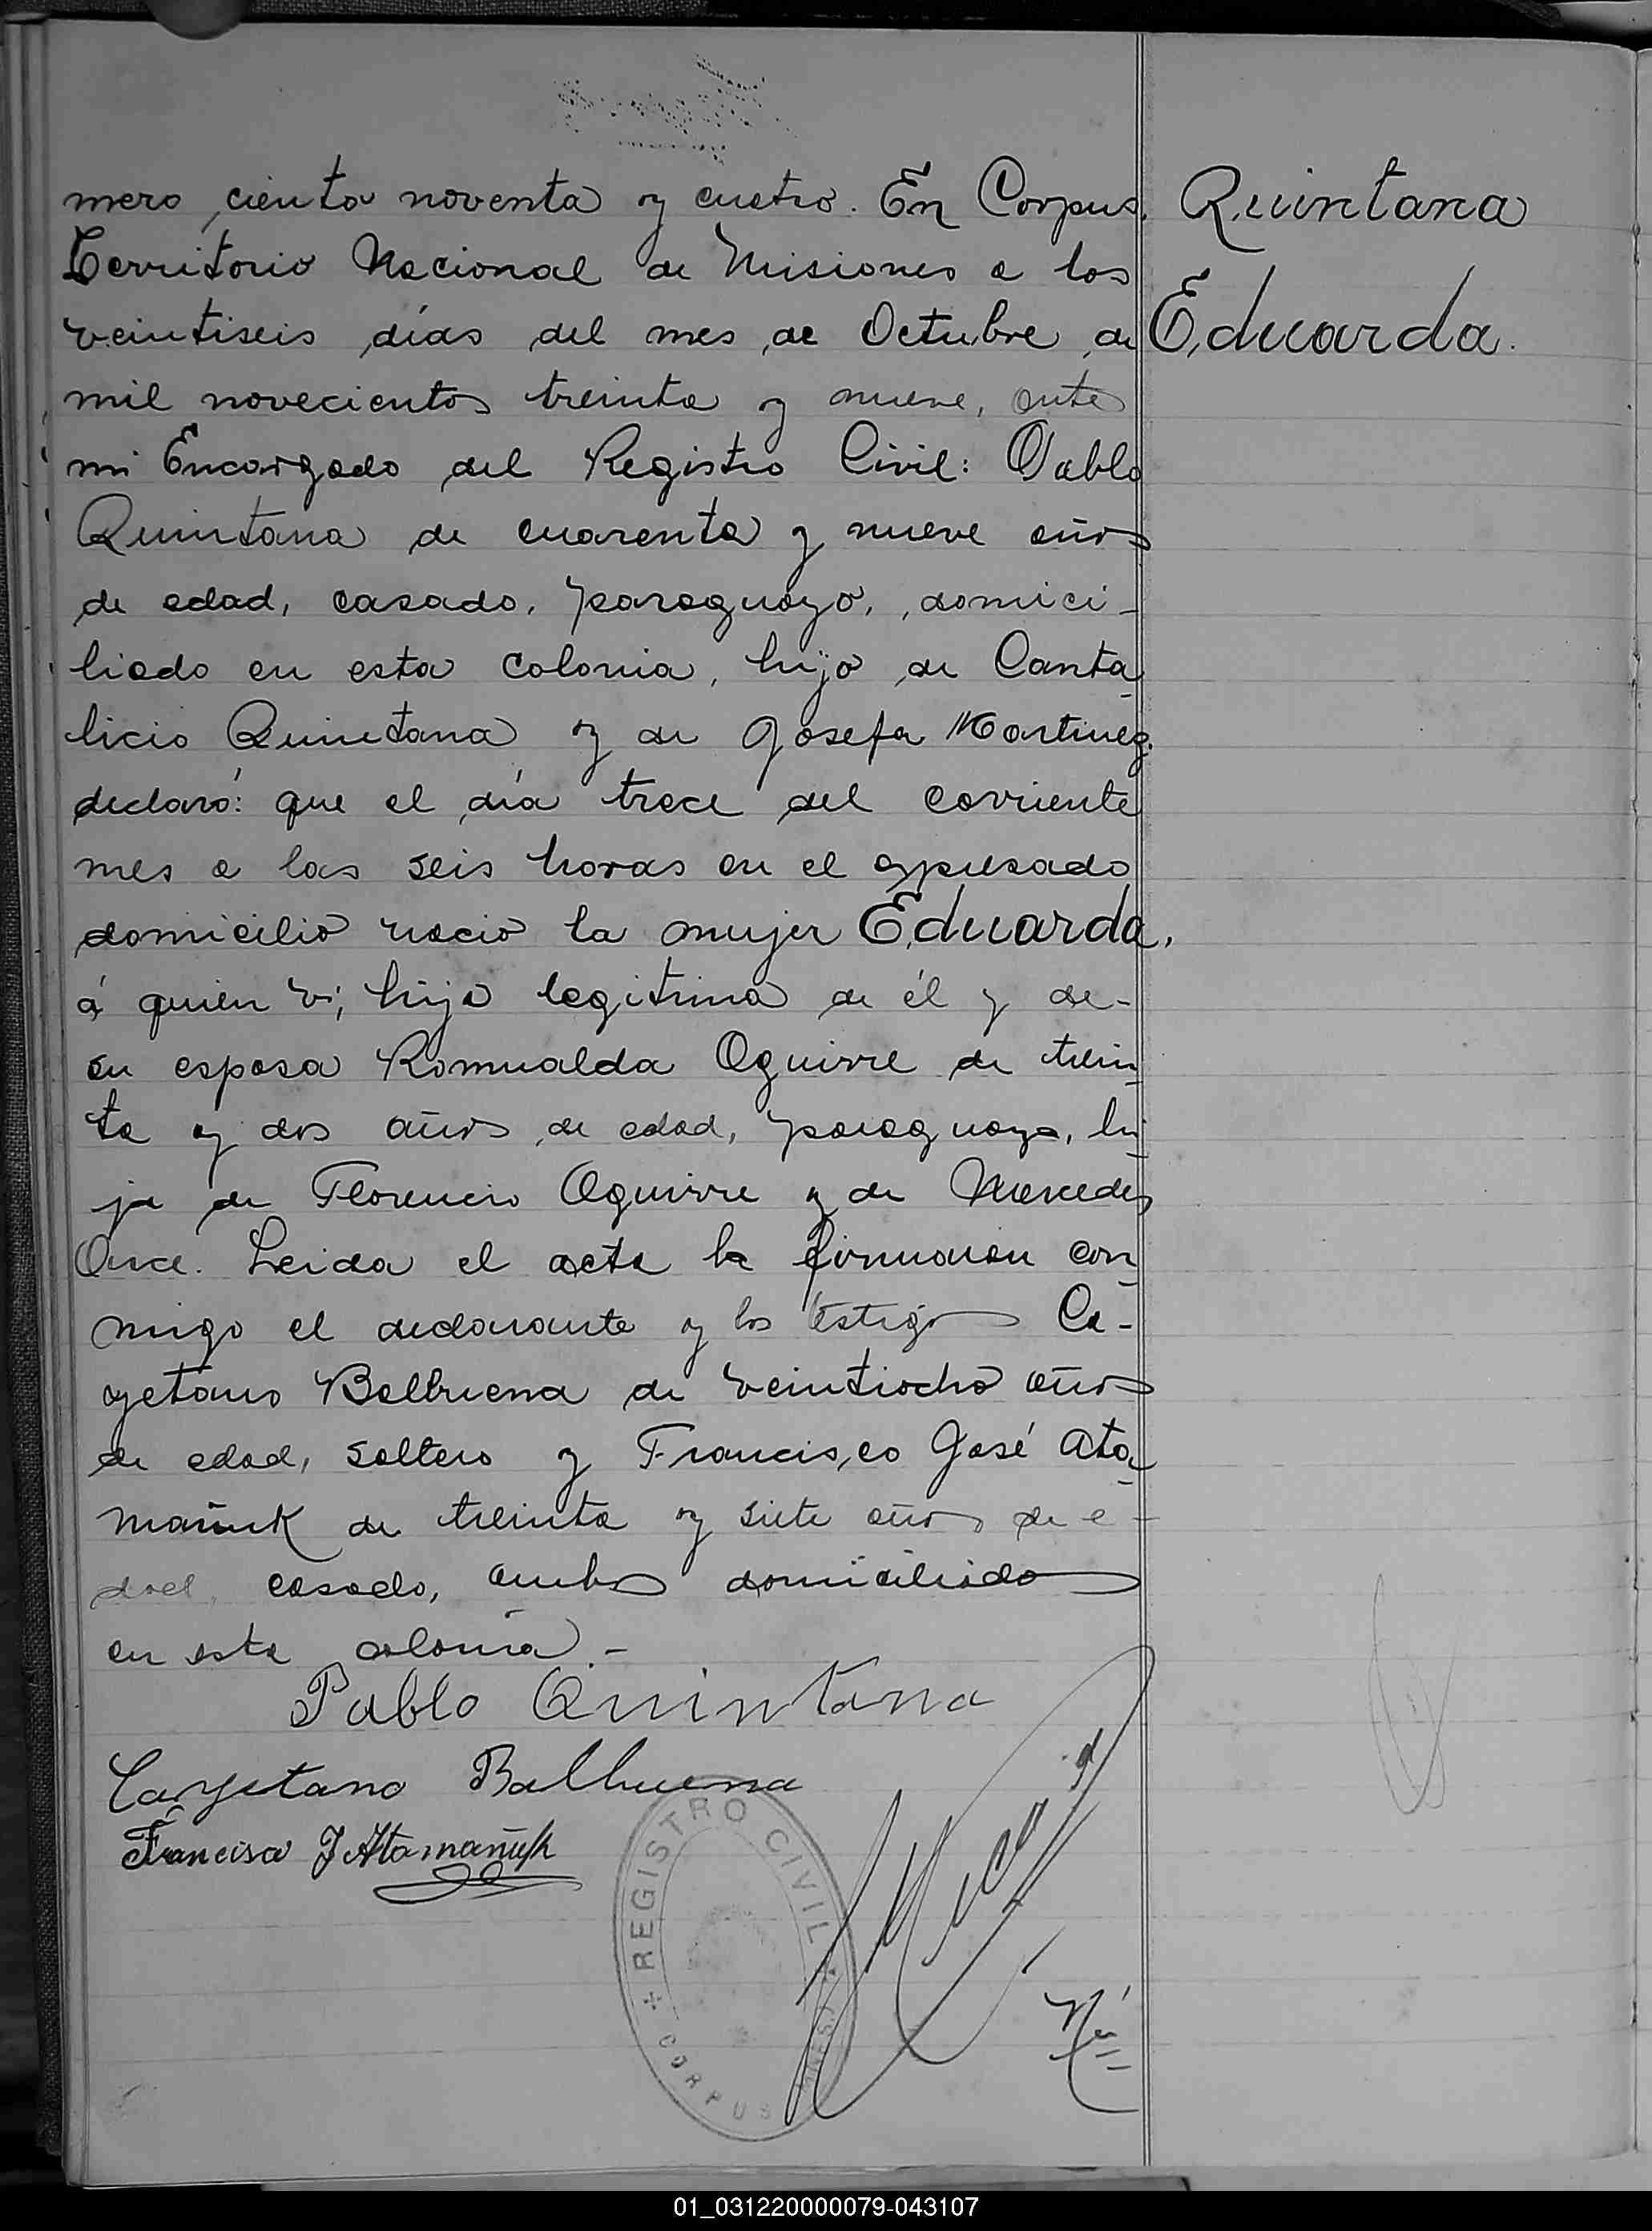 mero ciento noventa y cuatro. En Corpus,
Territorio Nacional de Misiones a los
veintiseis días del mes de Octubre de
mil novecientos treinta y nueve, ante
mi Encargado del Registro Civil: Pablo
Quintana de cuarenta y nueve años
de edad, casado, paraguayo, domici-
liado en esta colonia, hijo de Canta
licio Quintana y de Josefa Martinez.
declaró: que el día trece del corriente
mes a las seis horas en el expresado
domicilio nació la mujer Eduarda,
á quien vi, hija legitima de él y de-
su esposa Romualda Aguirre de trein
ta y dos años de edad, paraguaya, hi
ja de Florencio Aguirre y de Mercedes
Leida el acta la firmaron con
migo el declarante y los testigos Ca-
yetano Balbuena de veintiocho años
de edad, soltero y Francisco José Ata
mañuk de treinta y siete años de e-
dad, casado, ambos domiciliados
en esta colonia.-
Pablo Quintana
Cayetano Balbuena
Francisco J Atamañuk
REGISTRO CIVIL
CORPUS
Nú
Quintana
Eduarda.
01_031220000079-043107